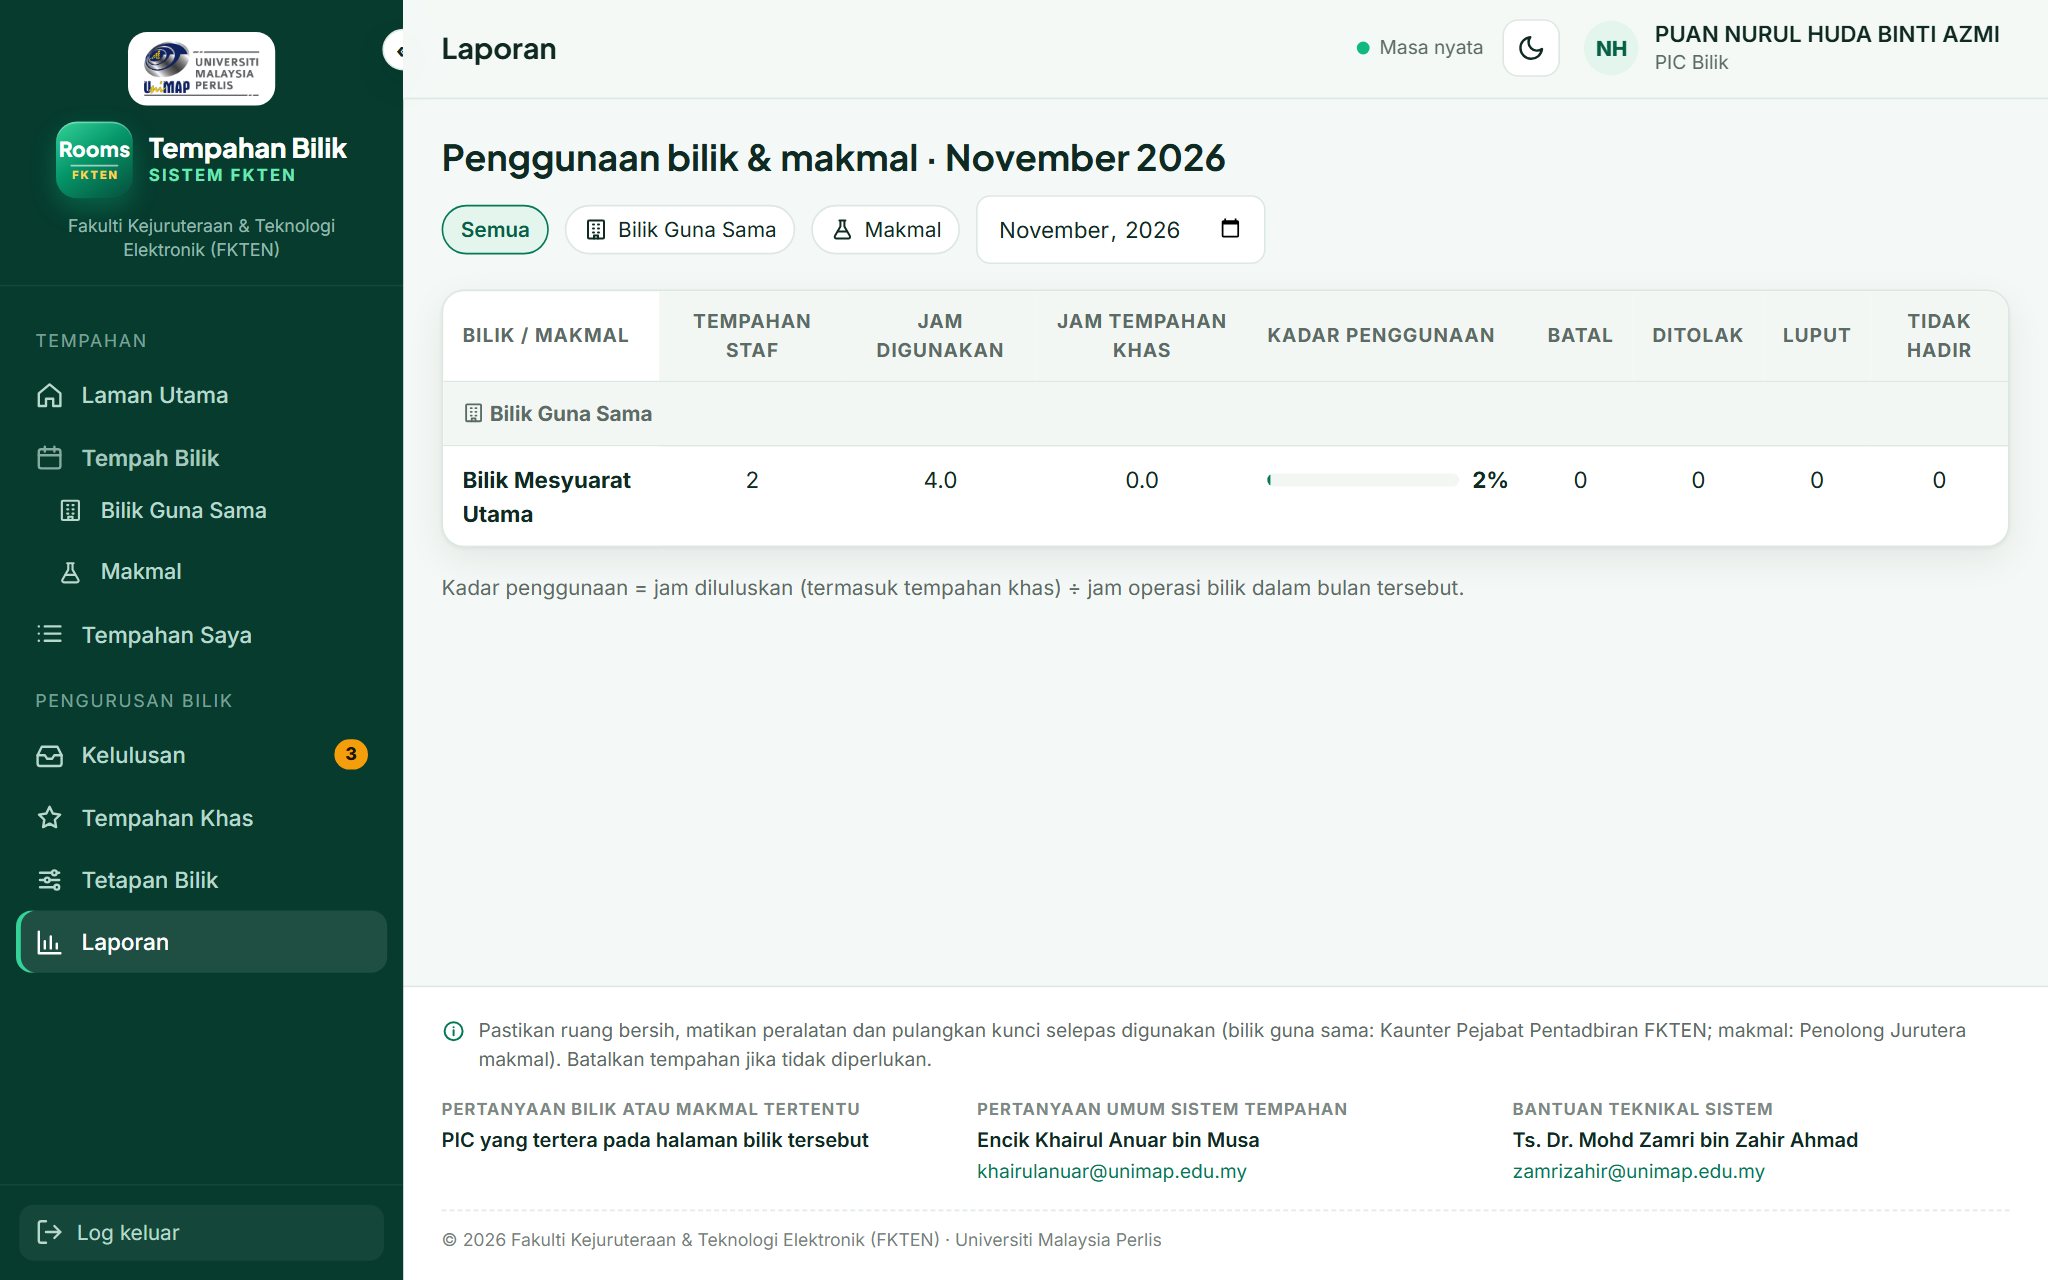 UNIVERSITI
MALAYSIA
PERLIS
UniMAP
Rooms
FKTEN
Tempahan Bilik
SISTEM FKTEN
Fakulti Kejuruteraan & Teknologi
Elektronik (FKTEN)
TEMPAHAN
Laman Utama
Tempah Bilik
Bilik Guna Sama
Makmal
Tempahan Saya
PENGURUSAN BILIK
Kelulusan 3
Tempahan Khas
Tetapan Bilik
Laporan
Log keluar
Laporan
Masa nyata
NH
PUAN NURUL HUDA BINTI AZMI
PIC Bilik
Penggunaan bilik & makmal · November 2026
Semua Bilik Guna Sama Makmal November, 2026
BILIK / MAKMAL TEMPAHAN STAF JAM DIGUNAKAN JAM TEMPAHAN KHAS KADAR PENGGUNAAN BATAL DITOLAK LUPUT TIDAK HADIR
Bilik Guna Sama
Bilik Mesyuarat Utama 2 4.0 0.0 2% 0 0 0 0
Kadar penggunaan = jam diluluskan (termasuk tempahan khas) ÷ jam operasi bilik dalam bulan tersebut.
Pastikan ruang bersih, matikan peralatan dan pulangkan kunci selepas digunakan (bilik guna sama: Kaunter Pejabat Pentadbiran FKTEN; makmal: Penolong Jurutera
makmal). Batalkan tempahan jika tidak diperlukan.
PERTANYAAN BILIK ATAU MAKMAL TERTENTU
PIC yang tertera pada halaman bilik tersebut
PERTANYAAN UMUM SISTEM TEMPAHAN
Encik Khairul Anuar bin Musa
khairulanuar@unimap.edu.my
BANTUAN TEKNIKAL SISTEM
Ts. Dr. Mohd Zamri bin Zahir Ahmad
zamrizahir@unimap.edu.my
© 2026 Fakulti Kejuruteraan & Teknologi Elektronik (FKTEN) · Universiti Malaysia Perlis